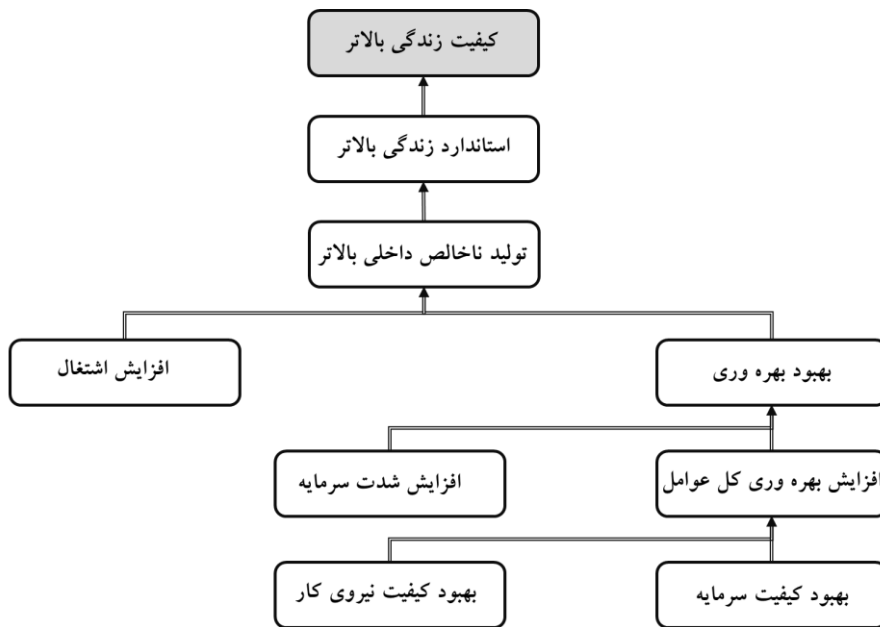 کیفیت زندگی بالاتر
استاندارد زندگی بالاتر
تولید ناخالص داخلی بالاتر
بهبود بهره وری
افزایش اشتغال
افزایش بهره وری کل عوامل
افزایش شدت سرمایه
بهبود کیفیت سرمایه
بهبود کیفیت نیروی کار